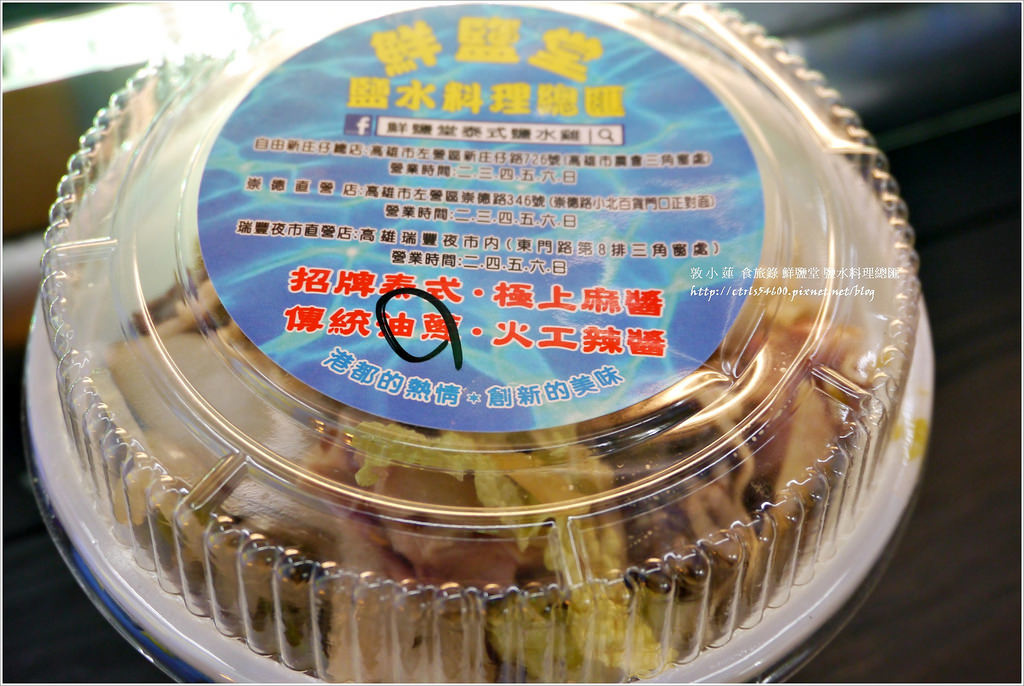 鮮鹽堂
鹽水料理總匯
f 鮮鹽堂泰式鹽水雞
自由新庄仔總店:高雄市左營區新庄仔路726號(高雄市農會三角窗處)
營業時間:二.三.四.五.六.日
崇德直營店:高雄市左營區崇德路346號(崇德路小北百貨門口正對面)
營業時間:二.三.四.五.六.日
瑞豐夜市直營店:高雄瑞豐夜市內(東門路第8排三角窗處)
營業時間:二.四.五.六.日
招牌泰式・極上麻醬
傳統油蔥・火工辣醬
港都的熱情*創新的美味
敦小蓮 食旅錄 鮮鹽堂 鹽水料理總匯
http://ctrls54600.pixnet.net/blog